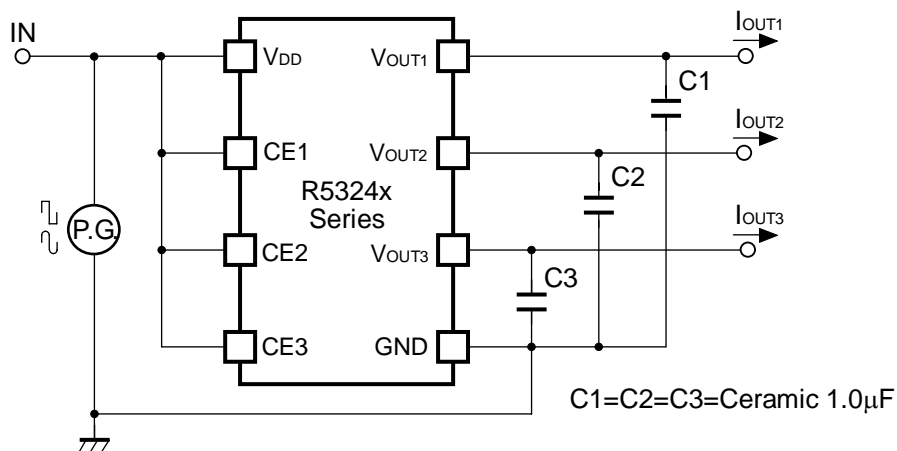 IN
VDD
CE1
CE2
CE3
R5324x
Series
VOUT1
VOUT2
VOUT3
GND
P.G.
C1
C2
C3
IOUT1
IOUT2
IOUT3
C1=C2=C3=Ceramic 1.0μF